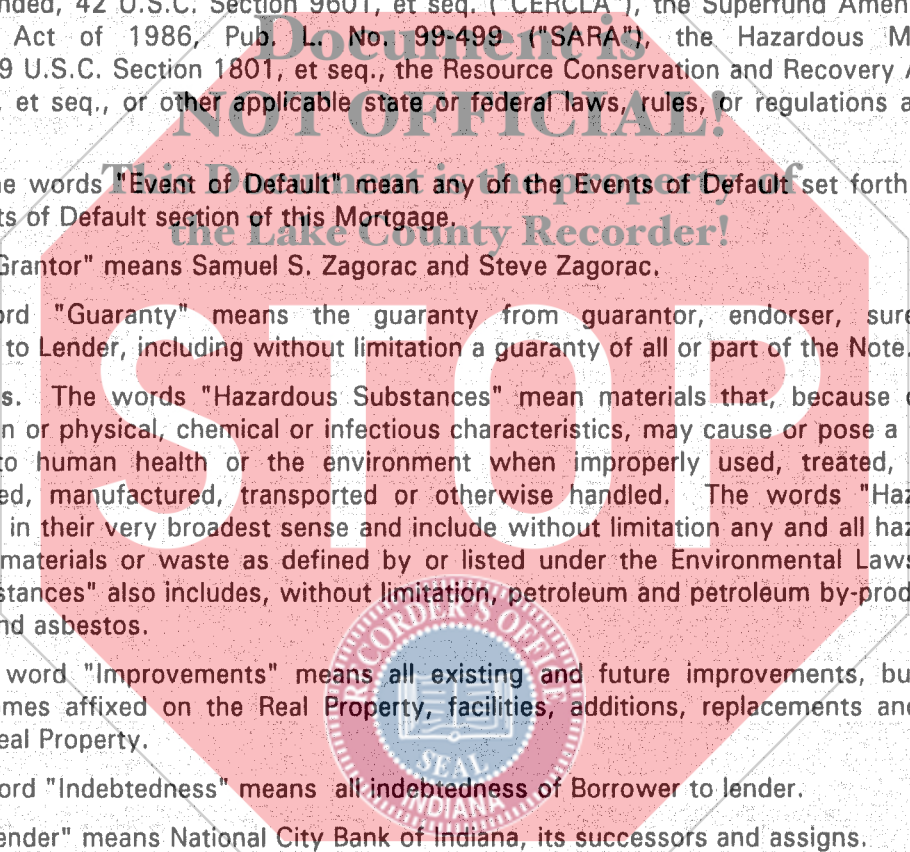 nded, 42 U.S.C. Section 9601, et seq. ("CERCLA"), the Superfund Amen
Document is
Act of 1986, Pub. L. No. 99-499 ("SARA"), the Hazardous M
9 U.S.C. Section 1801, et seq., the Resource Conservation and Recovery A
, et seq., or other applicable state or federal laws, rules, or regulations a
NOT OFFICIAL!
This Document is the property of
ne words "Event of Default" mean any of the Events of Default set forth
ts of Default section of this Mortgage.
the Lake County Recorder!
Grantor" means Samuel S. Zagorac and Steve Zagorac.
ord "Guaranty" means the guaranty from guarantor, endorser, sure
to Lender, including without limitation a guaranty of all or part of the Note.
STOP
s. The words "Hazardous Substances" mean materials that, because
n or physical, chemical or infectious characteristics, may cause or pose a
to human health or the environment when improperly used, treated,
ed, manufactured, transported or otherwise handled. The words "Haz
in their very broadest sense and include without limitation any and all haz
materials or waste as defined by or listed under the Environmental Laws
stances" also includes, without limitation, petroleum and petroleum by-prod
nd asbestos.
RECORDER'S OFFICE
word "Improvements" means all existing and future improvements, bu
omes affixed on the Real Property, facilities, additions, replacements and
eal Property.
SEAL
INDIANA
ord "Indebtedness" means all indebtedness of Borrower to lender.
ender" means National City Bank of Indiana, its successors and assigns.